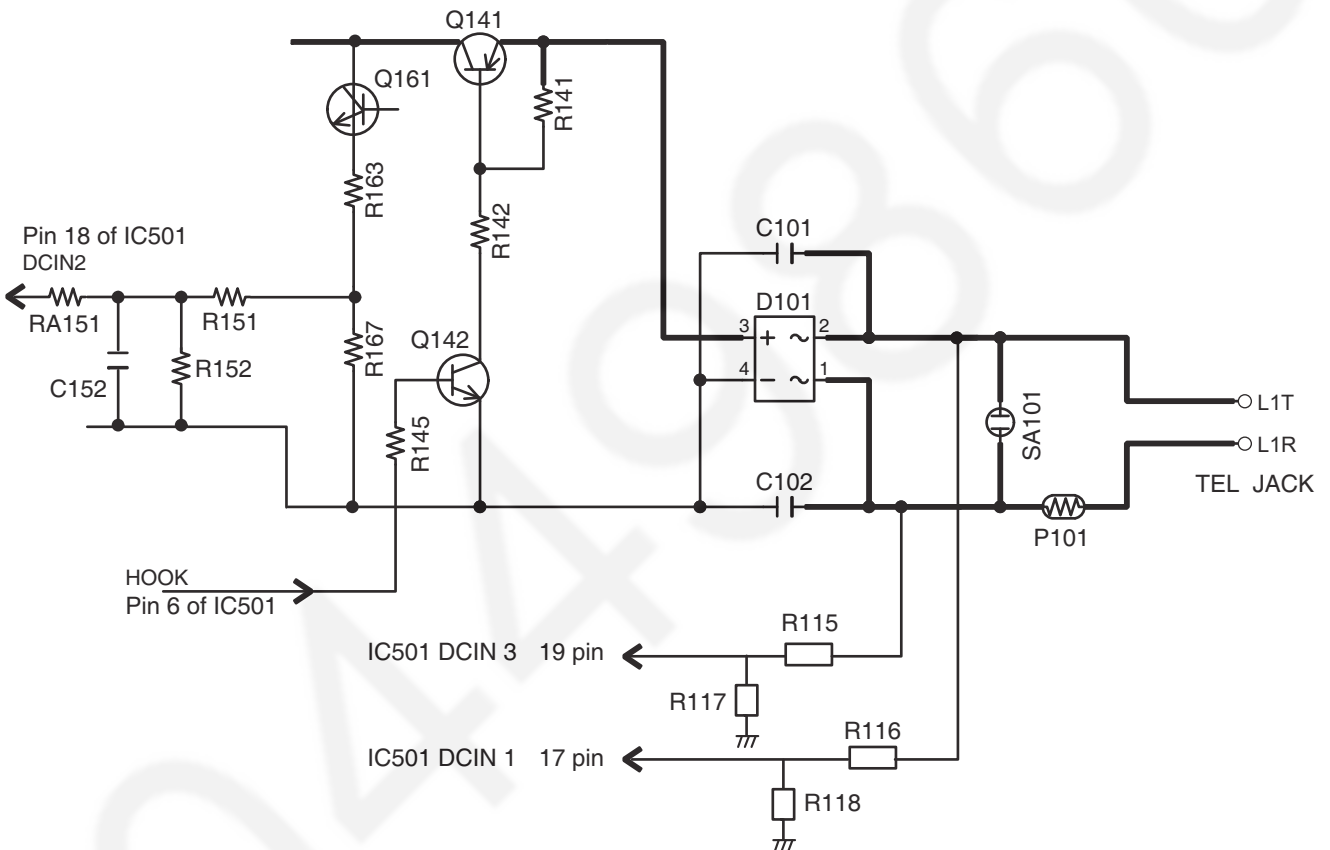 Q141
Q161
R141
R163
R142
C101
Pin 18 of IC501
DCIN2
D101
RA151
R151
R167
Q142
3 + ~ 2
4 - ~ 1
C152
R152
R145
SA101
L1T
L1R
TEL JACK
C102
P101
HOOK
Pin 6 of IC501
R115
IC501 DCIN 3 19 pin
R117
R116
IC501 DCIN 1 17 pin
R118